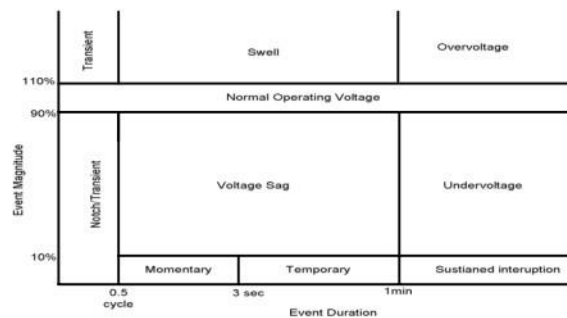 Transient
Swell
Overvoltage
110%
Normal Operating Voltage
90%
Event Magnitude
Notch/Transient
Voltage Sag
Undervoltage
10%
Momentary
Temporary
Sustianed interuption
0.5
cycle
3 sec
1min
Event Duration